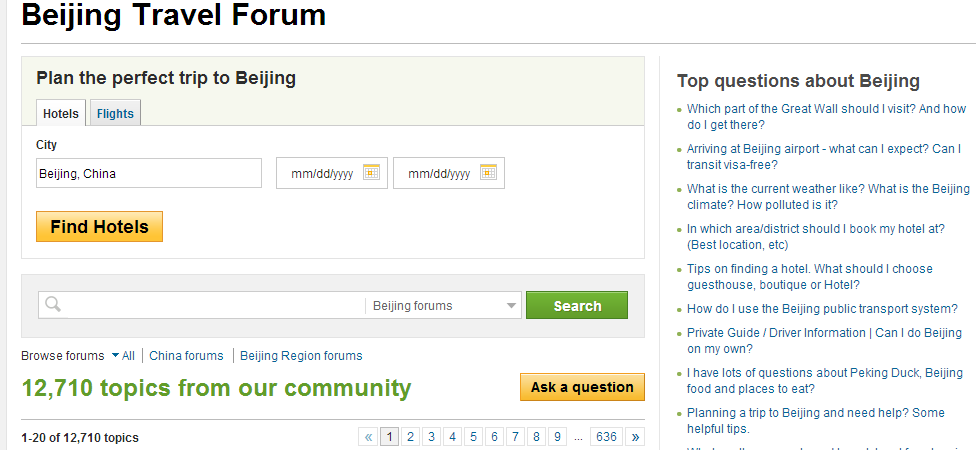 Beijing Travel Forum
Plan the perfect trip to Beijing
Hotels Flights
City
Beijing, China mm/dd/yyyy mm/dd/yyyy
Find Hotels
Beijing forums Search
Browse forums All China forums Beijing Region forums
12,710 topics from our community Ask a question
1-20 of 12,710 topics « 1 2 3 4 5 6 7 8 9 ... 636 »
Top questions about Beijing
Which part of the Great Wall should I visit? And how
do I get there?
Arriving at Beijing airport - what can I expect? Can I
transit visa-free?
What is the current weather like? What is the Beijing
climate? How polluted is it?
In which area/district should I book my hotel at?
(Best location, etc)
Tips on finding a hotel. What should I choose
guesthouse, boutique or Hotel?
How do I use the Beijing public transport system?
Private Guide / Driver Information | Can I do Beijing
on my own?
I have lots of questions about Peking Duck, Beijing
food and places to eat?
Planning a trip to Beijing and need help? Some
helpful tips.